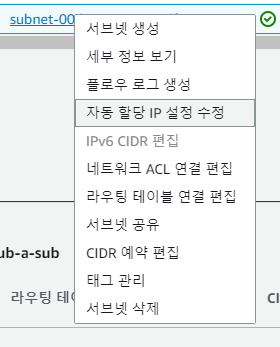 subnet-00
서브넷 생성
세부 정보 보기
플로우 로그 생성
자동 할당 IP 설정 수정
IPv6 CIDR 편집
네트워크 ACL 연결 편집
라우팅 테이블 연결 편집
서브넷 공유
ub-a-sub
CIDR 예약 편집
태그 관리
라우팅 테이
CI
서브넷 삭제